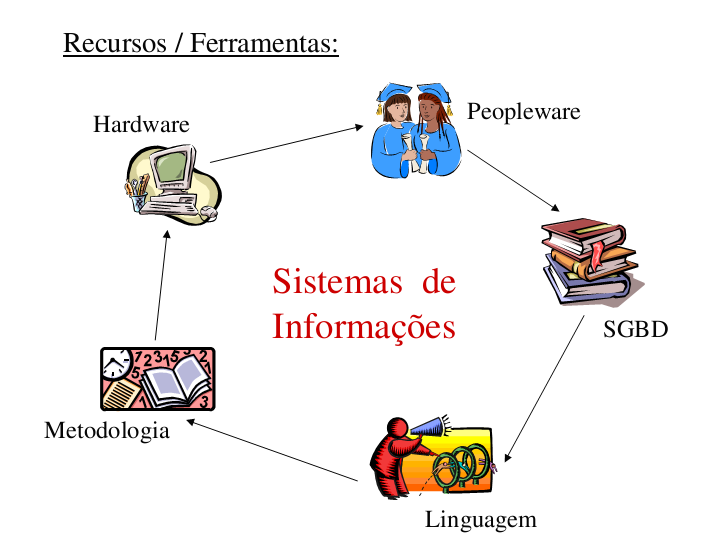 Recursos / Ferramentas:
Peopleware
Hardware
Sistemas de
Informações
SGBD
Metodologia
Linguagem